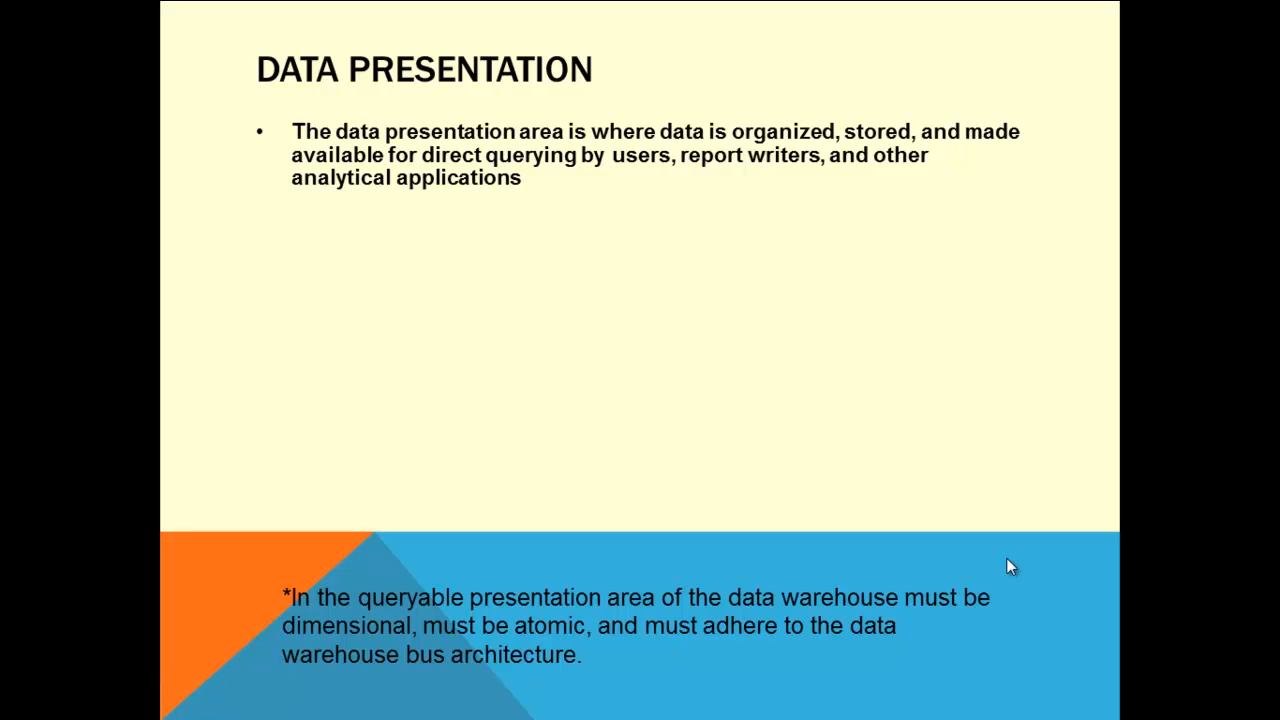 DATA PRESENTATION
• The data presentation area is where data is organized, stored, and made
available for direct querying by users, report writers, and other
analytical applications
*In the queryable presentation area of the data warehouse must be
dimensional, must be atomic, and must adhere to the data
warehouse bus architecture.